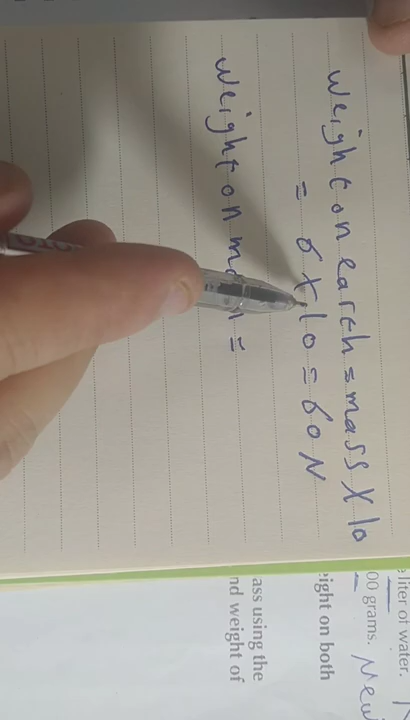 weight on earth = mass X 10
= 6 X 10 = 60 N
weight on =
liter of water.
00 grams.
eight on both
ass using the
nd weight of